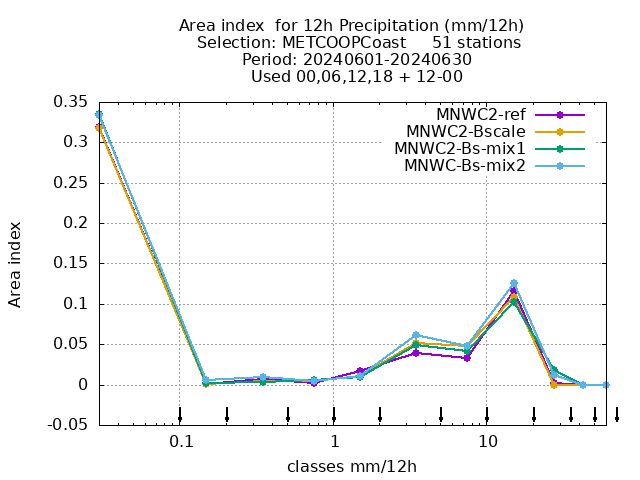 Area index  for 12h Precipitation (mm/12h)
Selection: METCOOPCoast     51 stations
Period: 20240601-20240630
Used 00,06,12,18 + 12-00
MNWC2-ref
MNWC2-Bscale
MNWC2-Bs-mix1
MNWC-Bs-mix2
Area index
0.35
0.3
0.25
0.2
0.15
0.1
0.05
0
-0.05
0.1
1
10
classes mm/12h